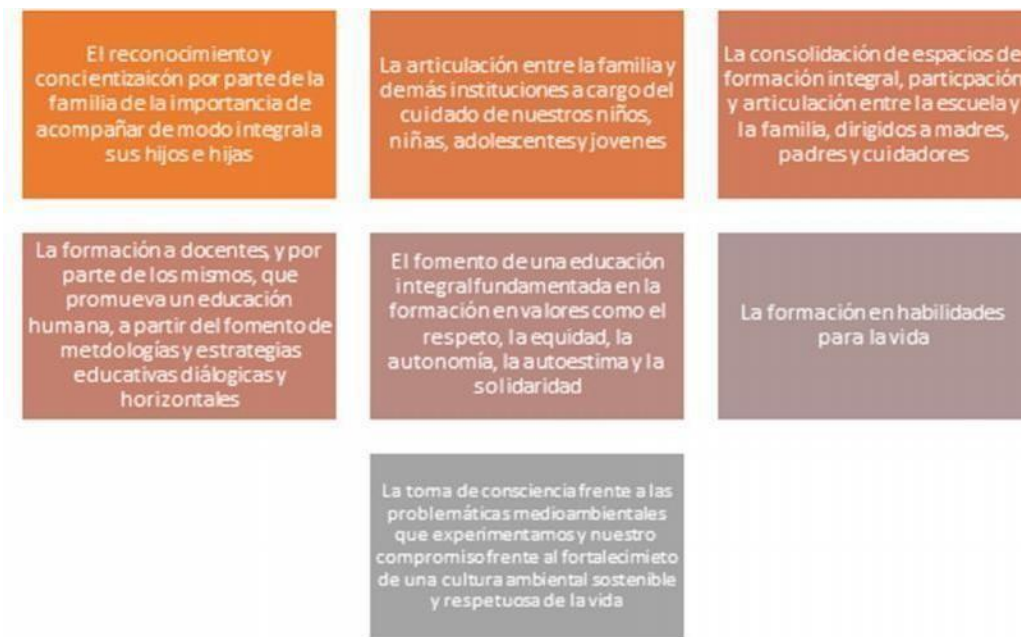 El reconocimiento y
concientizaicón por parte de la
familia de la importancia de
acompañar de modo integral a
sus hijos e hijas
La articulación entre la familia y
demás instituciones a cargo del
cuidado de nuestros niños,
niñas, adolescentes y jovenes
La consolidación de espacios de
formación integral, particpación
y articulación entre la escuela y
la familia, dirigidos a madres,
padres y cuidadores
La formación a docentes, y por
parte de los mismos, que
promueva un educación
humana, a partir del fomento de
metdologías y estrategias
educativas diálogicas y
horizontales
El fomento de una educación
integral fundamentada en la
formación en valores como el
respeto, la equidad, la
autonomía, la autoestima y la
solidaridad
La formación en habilidades
para la vida
La toma de consciencia frente a las
problemáticas medioambientales
que experimentamos y nuestro
compromiso frente al fortalecimieto
de una cultura ambiental sostenible
y respetuosa de la vida